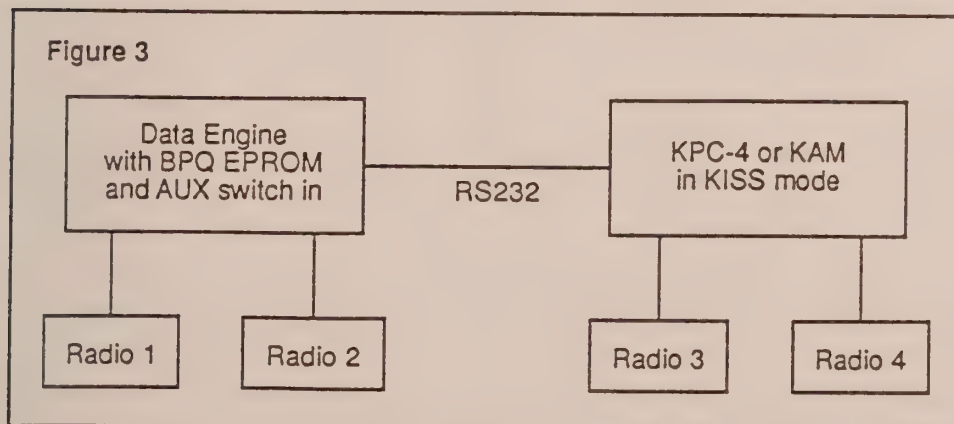 Figure 3
Data Engine
with BPQ EPROM
and AUX switch in
RS232
KPC-4 or KAM
in KISS mode
Radio 1
Radio 2
Radio 3
Radio 4